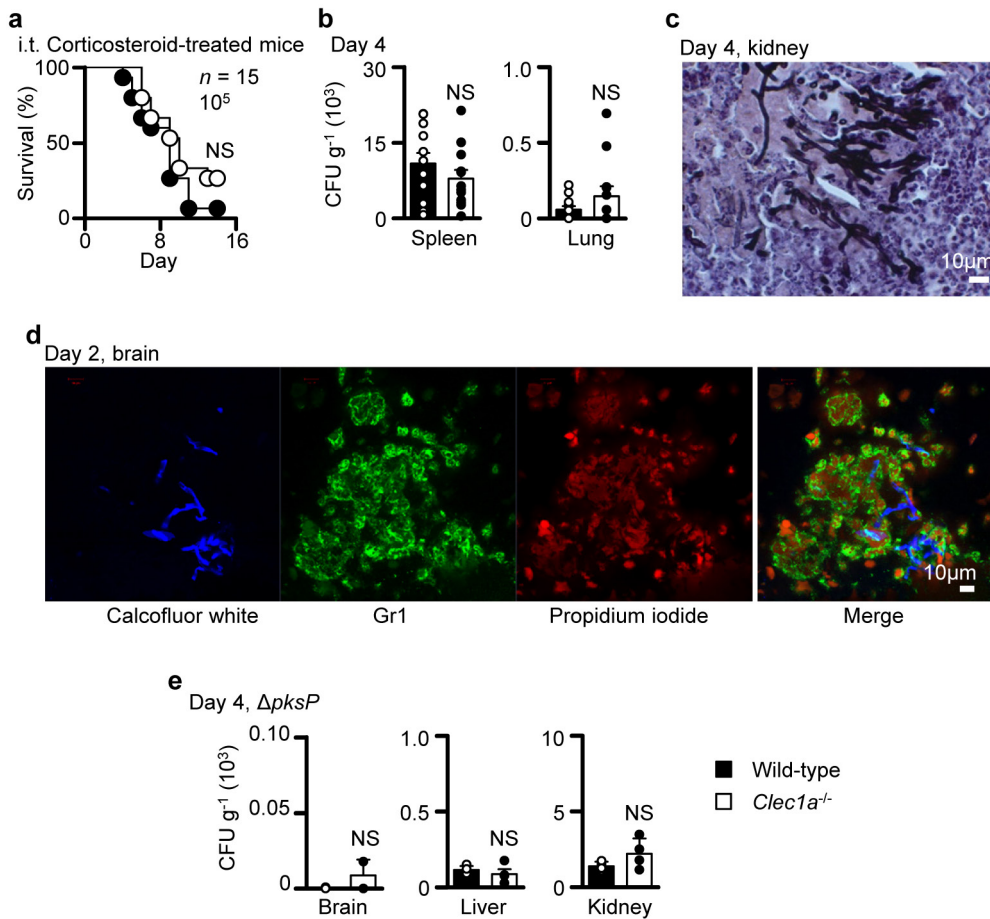 a
i.t. Corticosteroid-treated mice
Survival (%)
100
50
0
n = 15
10⁵
NS
0 8 16
Day
b
Day 4
CFU g⁻¹ (10³)
30
15
0
NS
Spleen
1.0
0.5
0
NS
Lung
c
Day 4, kidney
10µm
d
Day 2, brain
10µm
Calcofluor white Gr1 Propidium iodide Merge
e
Day 4, ΔpksP
CFU g⁻¹ (10³)
0.10
0.05
0
NS
Brain
1.0
0.5
0
NS
Liver
10
5
0
NS
Kidney
Wild-type
Clec1a⁻/⁻